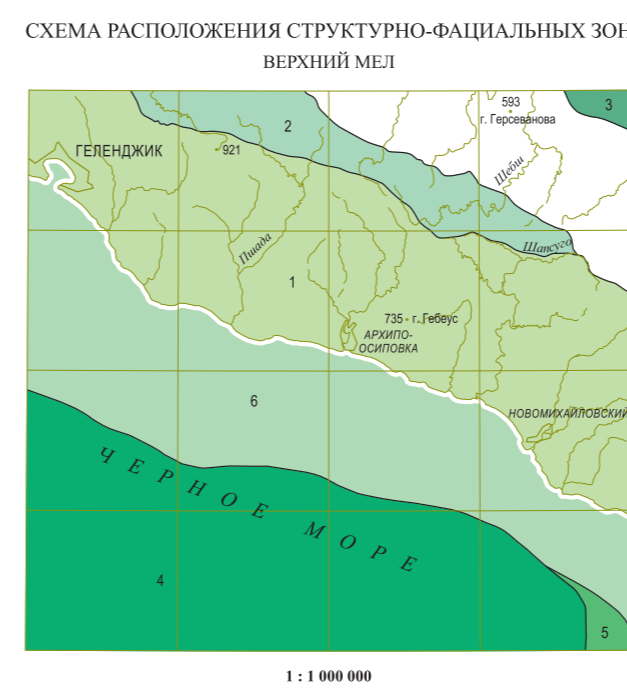 СХЕМА РАСПОЛОЖЕНИЯ СТРУКТУРНО-ФАЦИАЛЬНЫХ ЗОН
ВЕРХНИЙ МЕЛ
593
г. Герсеванова
3
2
ГЕЛЕНДЖИК
921
Шебш
Пшада
Шапсуго
1
735 г. Гебеус
АРХИПО-
ОСИПОВКА
6
НОВОМИХАЙЛОВСКИЙ
ЧЕРНОЕ МОРЕ
4
5
1 : 1 000 000